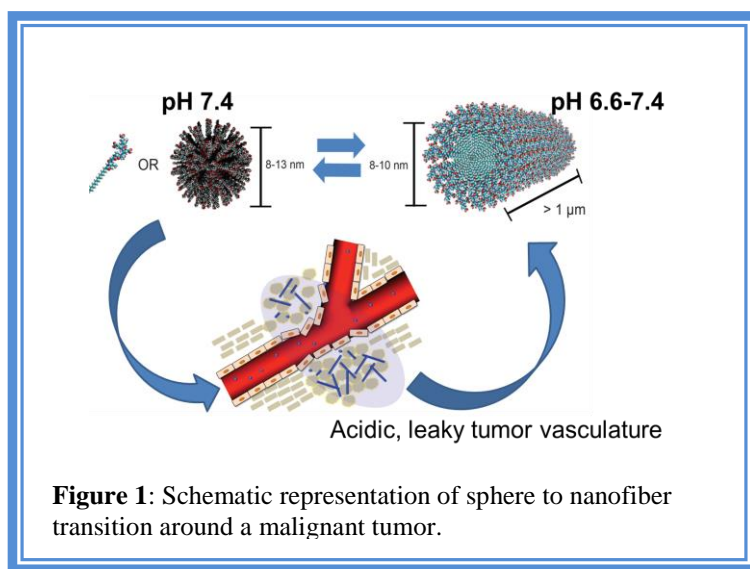 pH 7.4
pH 6.6-7.4
OR
8-13 nm
8-10 nm
> 1 µm
Acidic, leaky tumor vasculature
Figure 1: Schematic representation of sphere to nanofiber
transition around a malignant tumor.